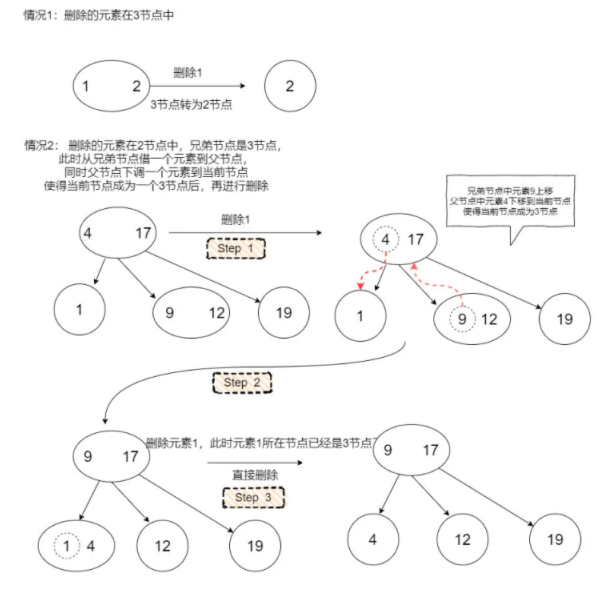 情况1：删除的元素在3节点中
1 2
删除1
3节点转为2节点
2
情况2： 删除的元素在2节点中，兄弟节点是3节点，
此时从兄弟节点借一个元素到父节点，
同时父节点下调一个元素到当前节点
使得当前节点成为一个3节点后，再进行删除
兄弟节点中元素9上移
父节点中元素4下移到当前节点
使得当前节点成为3节点
4 17
删除1
Step 1
4 17
1
9 12
19
1
9 12
19
Step 2
9 17
删除元素1，此时元素1所在节点已经是3节点了
直接删除
Step 3
9 17
1 4
12
19
4
12
19